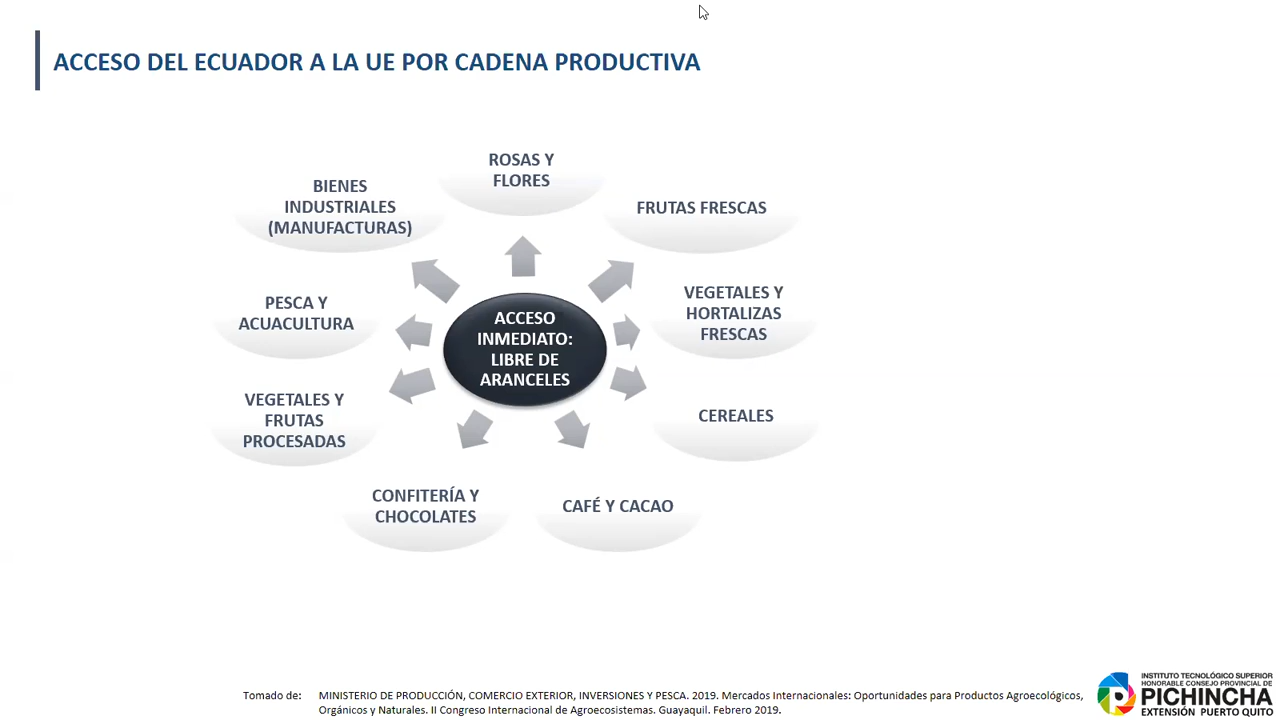 ACCESO DEL ECUADOR A LA UE POR CADENA PRODUCTIVA
ROSAS Y
FLORES
FRUTAS FRESCAS
VEGETALES Y
HORTALIZAS
FRESCAS
CEREALES
CAFÉ Y CACAO
CONFITERÍA Y
CHOCOLATES
VEGETALES Y
FRUTAS
PROCESADAS
PESCA Y
ACUACULTURA
BIENES
INDUSTRIALES
(MANUFACTURAS)
ACCESO
INMEDIATO:
LIBRE DE
ARANCELES
Tomado de: MINISTERIO DE PRODUCCIÓN, COMERCIO EXTERIOR, INVERSIONES Y PESCA. 2019. Mercados Internacionales: Oportunidades para Productos Agroecológicos,
Orgánicos y Naturales. II Congreso Internacional de Agroecosistemas. Guayaquil. Febrero 2019.
INSTITUTO TECNOLÓGICO SUPERIOR
HONORABLE CONSEJO PROVINCIAL DE
PICHINCHA
EXTENSIÓN PUERTO QUITO